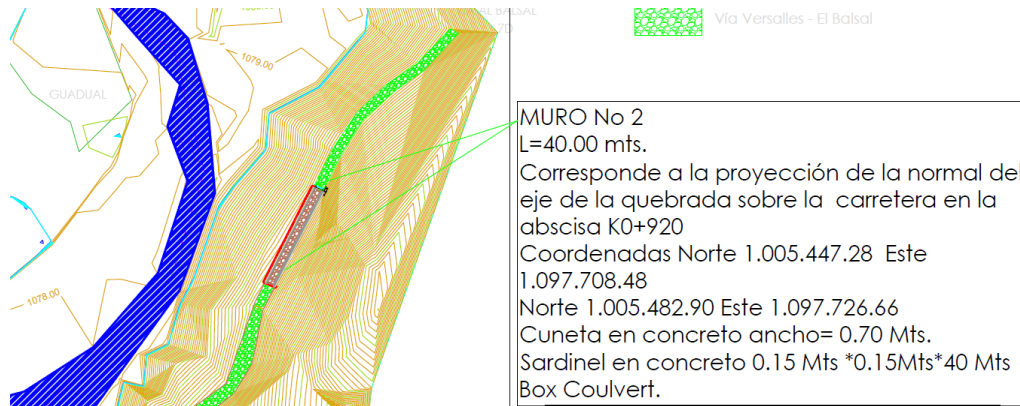 AL BALSAL
7D
Vía Versalles - El Balsal
1079.00
GUADUAL
1078.00
MURO No 2
L=40.00 mts.
Corresponde a la proyección de la normal del
eje de la quebrada sobre la carretera en la
abscisa K0+920
Coordenadas Norte 1.005.447.28 Este
1.097.708.48
Norte 1.005.482.90 Este 1.097.726.66
Cuneta en concreto ancho= 0.70 Mts.
Sardinel en concreto 0.15 Mts *0.15Mts*40 Mts
Box Coulvert.